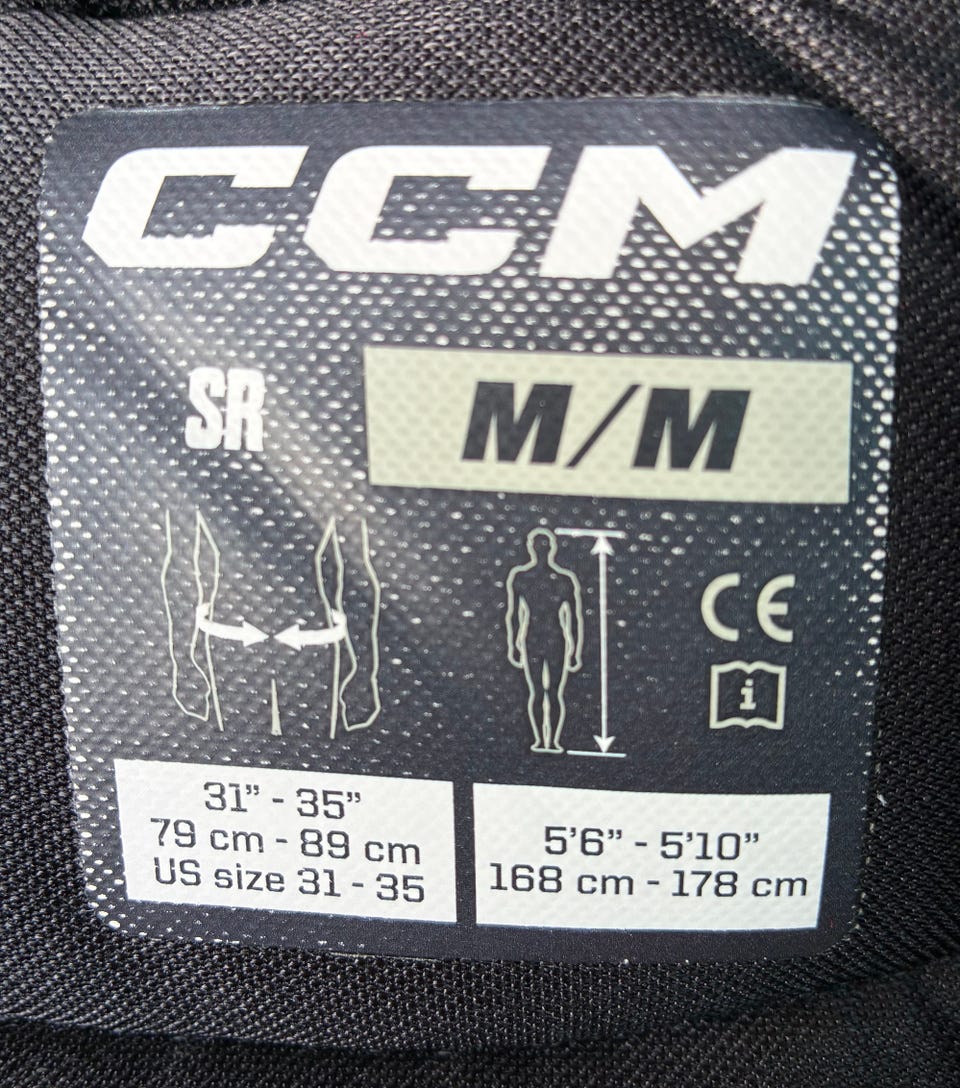 CCM
SR
M/M
CE
i
31” - 35”
79 cm - 89 cm
US size 31 - 35
5’6” - 5’10”
168 cm - 178 cm